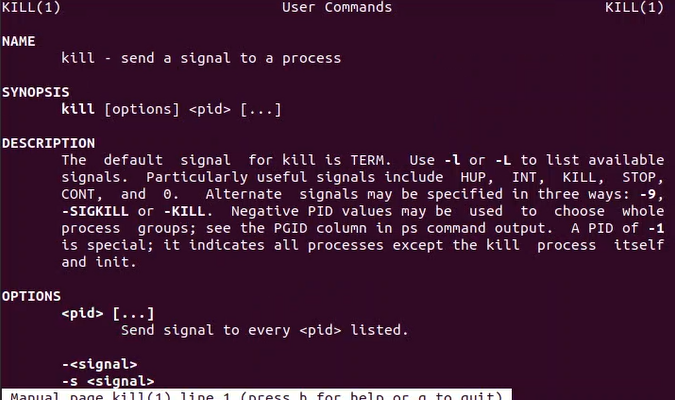 KILL(1) User Commands KILL(1)
NAME
kill - send a signal to a process
SYNOPSIS
kill [options] <pid> [...]
DESCRIPTION
The default signal for kill is TERM. Use -l or -L to list available
signals. Particularly useful signals include HUP, INT, KILL, STOP,
CONT, and 0. Alternate signals may be specified in three ways: -9,
-SIGKILL or -KILL. Negative PID values may be used to choose whole
process groups; see the PGID column in ps command output. A PID of -1
is special; it indicates all processes except the kill process itself
and init.
OPTIONS
<pid> [...]
Send signal to every <pid> listed.
-<signal>
-s <signal>
Manual page kill(1) line 1 (press h for help or q to quit)